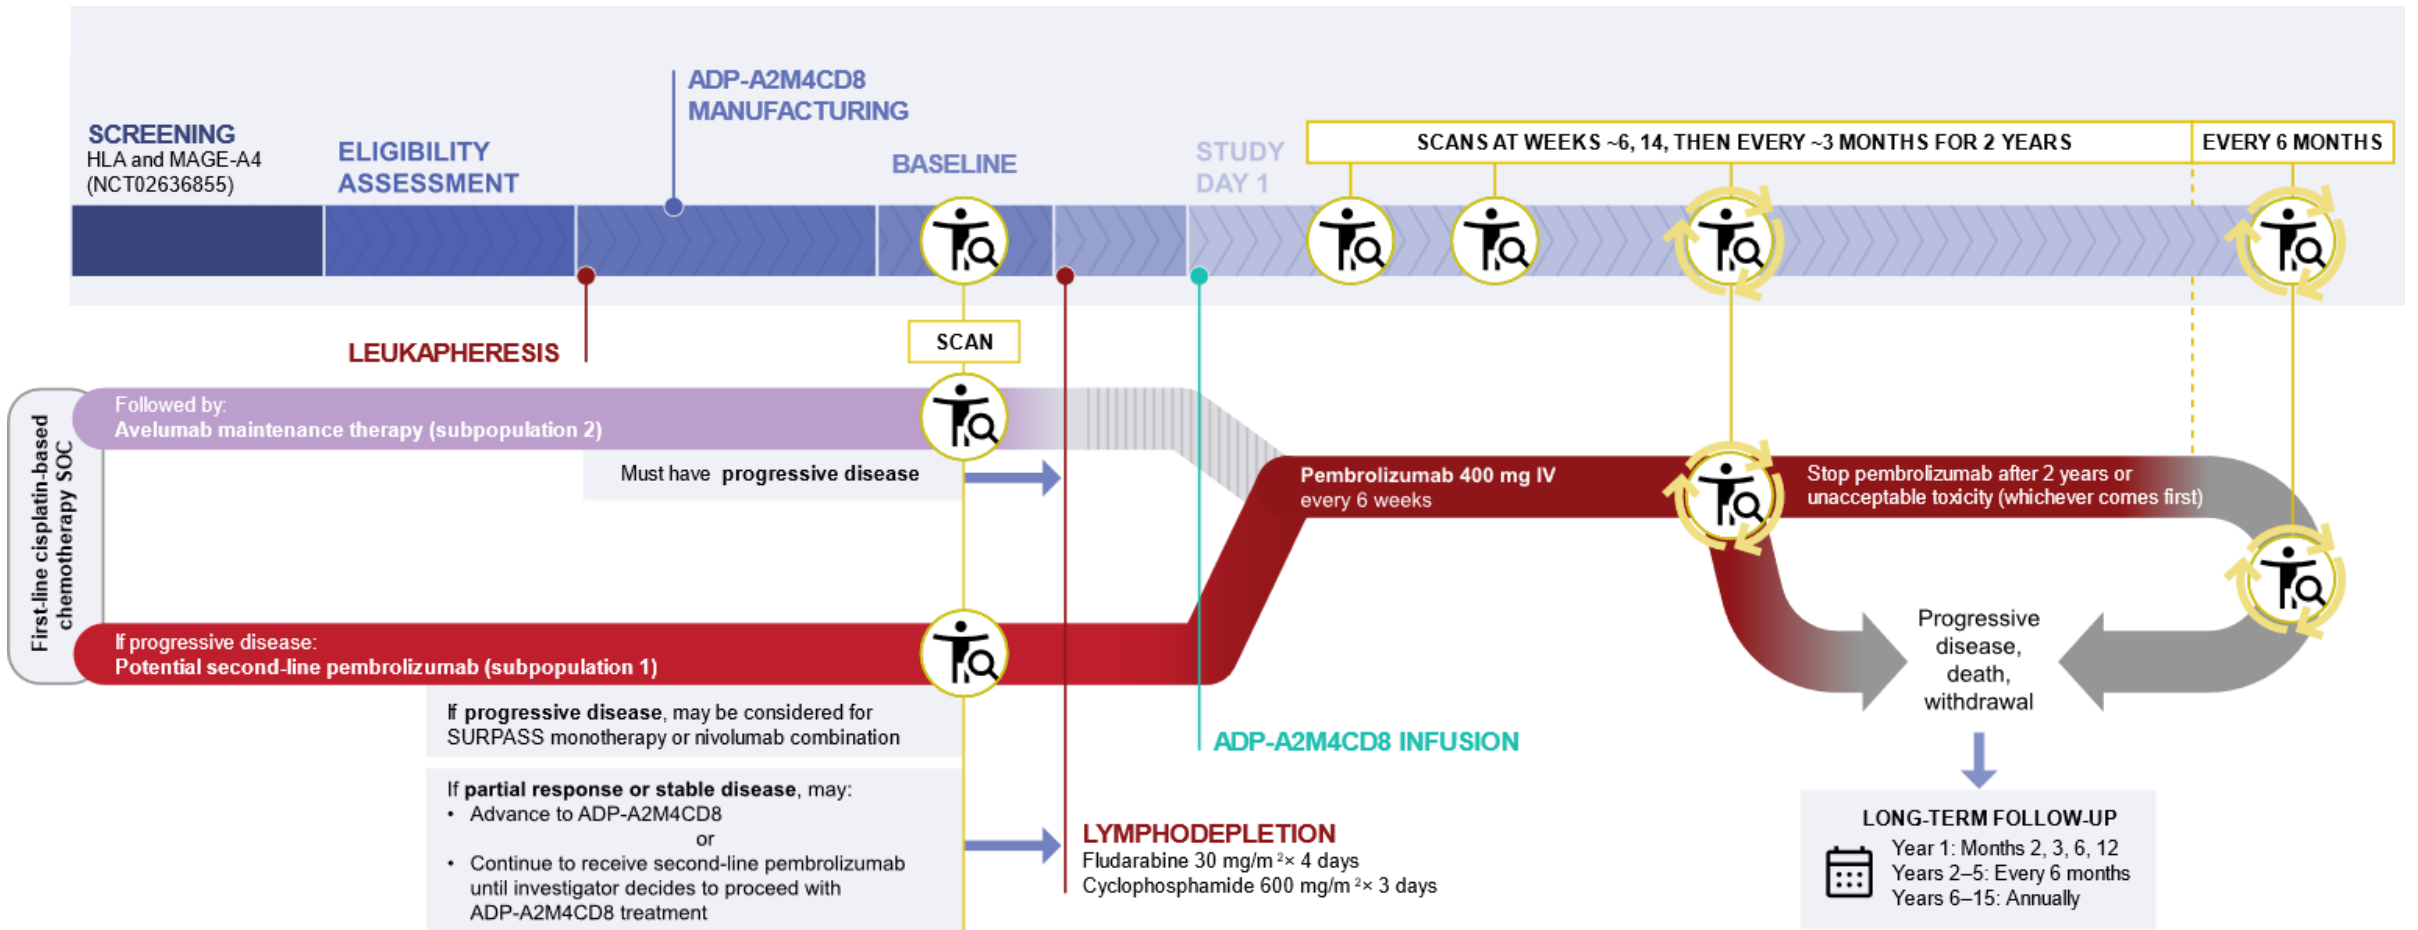 ADP-A2M4CD8
MANUFACTURING
SCREENING
HLA and MAGE-A4
(NCT02636855)
ELIGIBILITY
ASSESSMENT
BASELINE
STUDY
DAY 1
SCANS AT WEEKS ~6, 14, THEN EVERY ~3 MONTHS FOR 2 YEARS
EVERY 6 MONTHS
LEUKAPHERESIS
SCAN
First-line cisplatin-based
chemotherapy SOC
Followed by:
Avelumab maintenance therapy (subpopulation 2)
Must have progressive disease
Pembrolizumab 400 mg IV
every 6 weeks
Stop pembrolizumab after 2 years or
unacceptable toxicity (whichever comes first)
If progressive disease:
Potential second-line pembrolizumab (subpopulation 1)
If progressive disease, may be considered for
SURPASS monotherapy or nivolumab combination
If partial response or stable disease, may:
• Advance to ADP-A2M4CD8
or
• Continue to receive second-line pembrolizumab
until investigator decides to proceed with
ADP-A2M4CD8 treatment
ADP-A2M4CD8 INFUSION
LYMPHODEPLETION
Fludarabine 30 mg/m²× 4 days
Cyclophosphamide 600 mg/m²× 3 days
Progressive
disease,
death,
withdrawal
LONG-TERM FOLLOW-UP
Year 1: Months 2, 3, 6, 12
Years 2–5: Every 6 months
Years 6–15: Annually